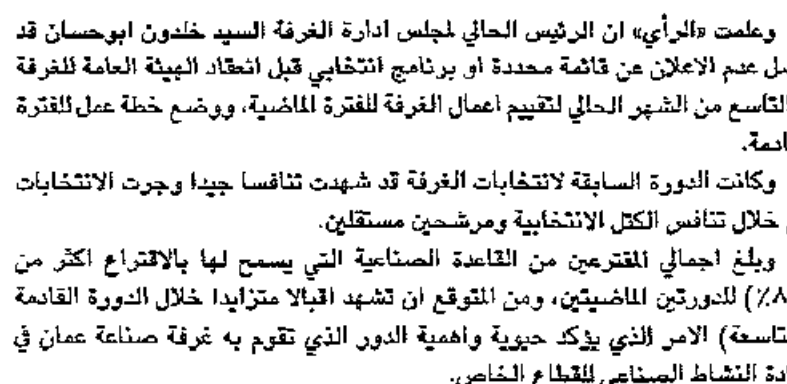 وعلمت «الرأي» ان الرئيس الحالي لمجلس ادارة الغرفة السيد خلدون ابوحسان قد
عدم الاعلان عن قائمة محددة او برنامج انتخابي قبل انعقاد الهيئة العامة للغرفة
التاسع من الشهر الحالي لتقييم اعمال الغرفة للفترة الماضية، ووضع خطة عمل للفترة
وكانت الدورة السابقة لانتخابات الغرفة قد شهدت تنافسا جيدا وجرت الانتخابات
خلال تنافس الكتل الانتخابية ومرشحين مستقلين.
وبلغ اجمالي المقترعين من القاعدة الصناعية التي يسمح لها بالاقتراع اكثر من
للدورتين الماضيتين، ومن المتوقع ان تشهد اقبالا متزايدا خلال الدورة القادمة
الامر الذي يؤكد حيوية واهمية الدور الذي تقوم به غرفة صناعة عمان في
النشاط الصناعي للقطاع الخاص.